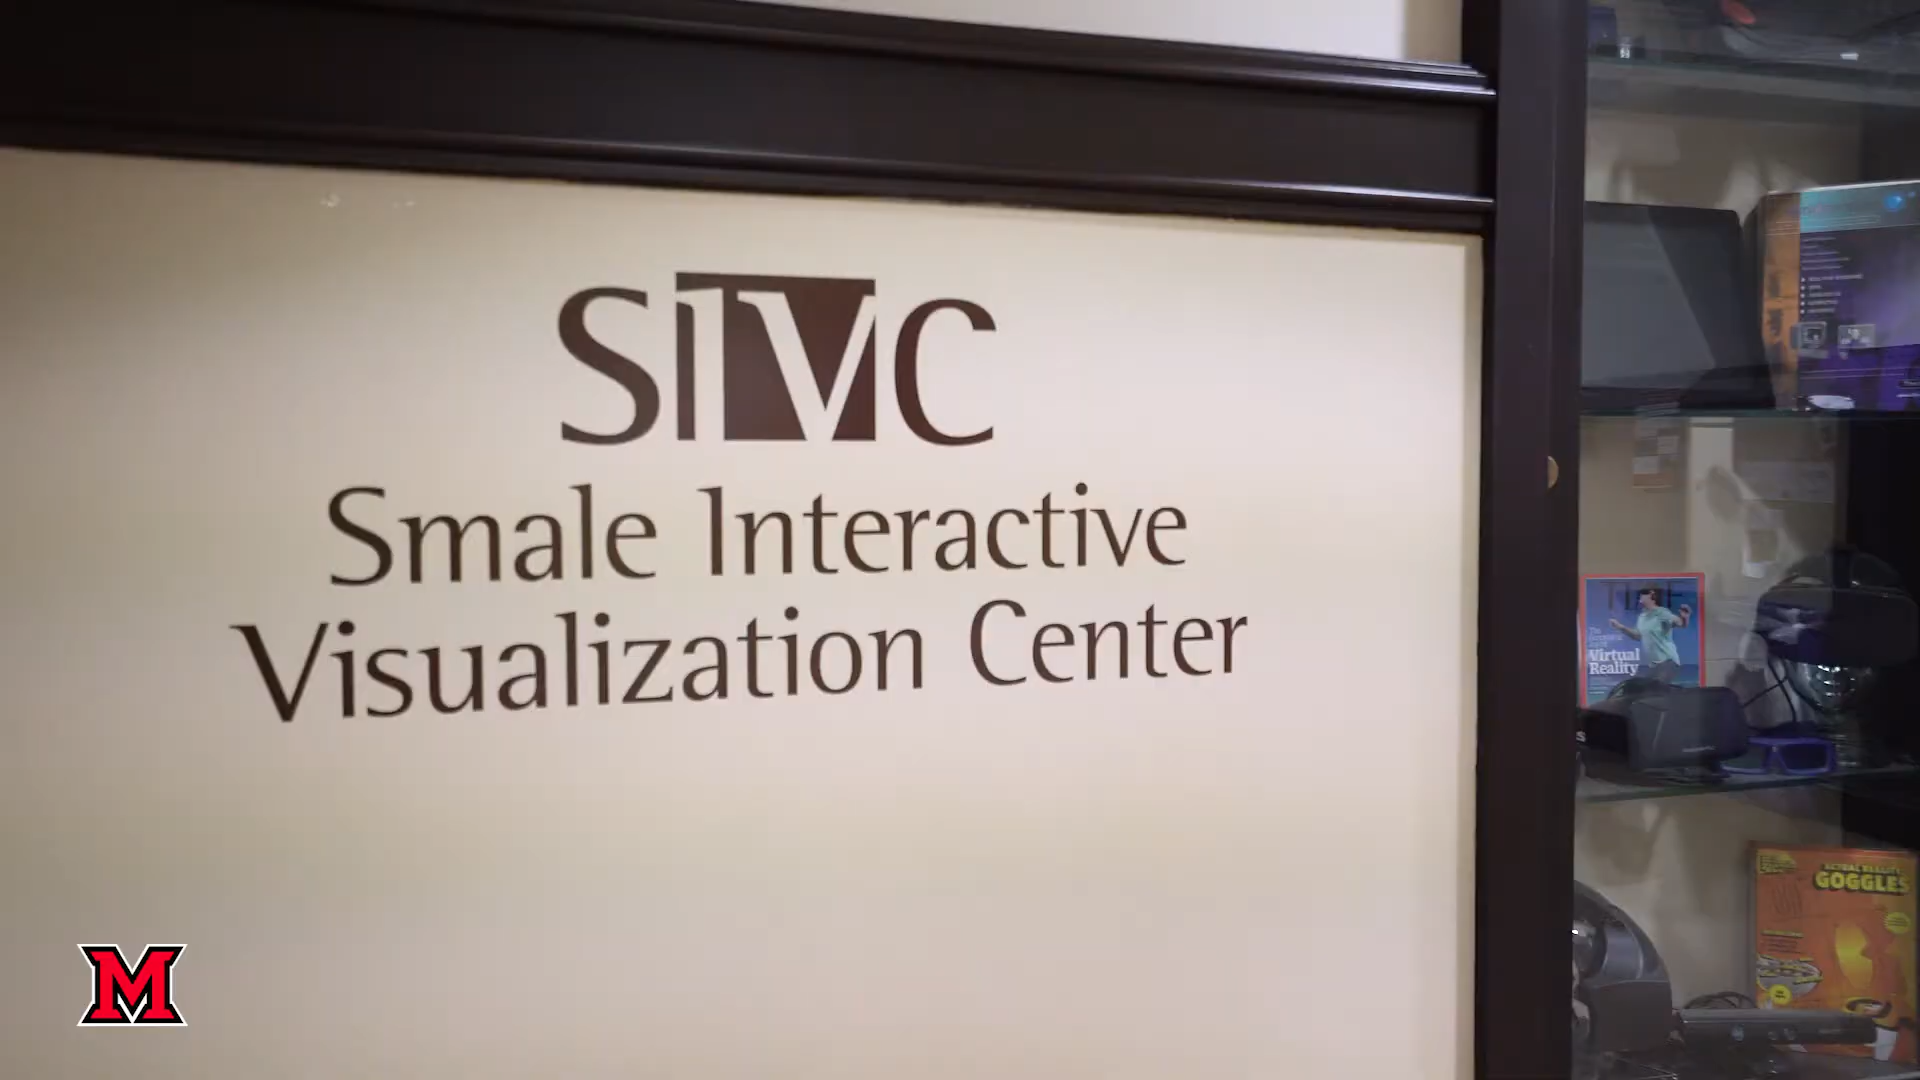 SIVC
Smale Interactive
Visualization Center
TIME
Virtual
Reality
GOGGLES
M